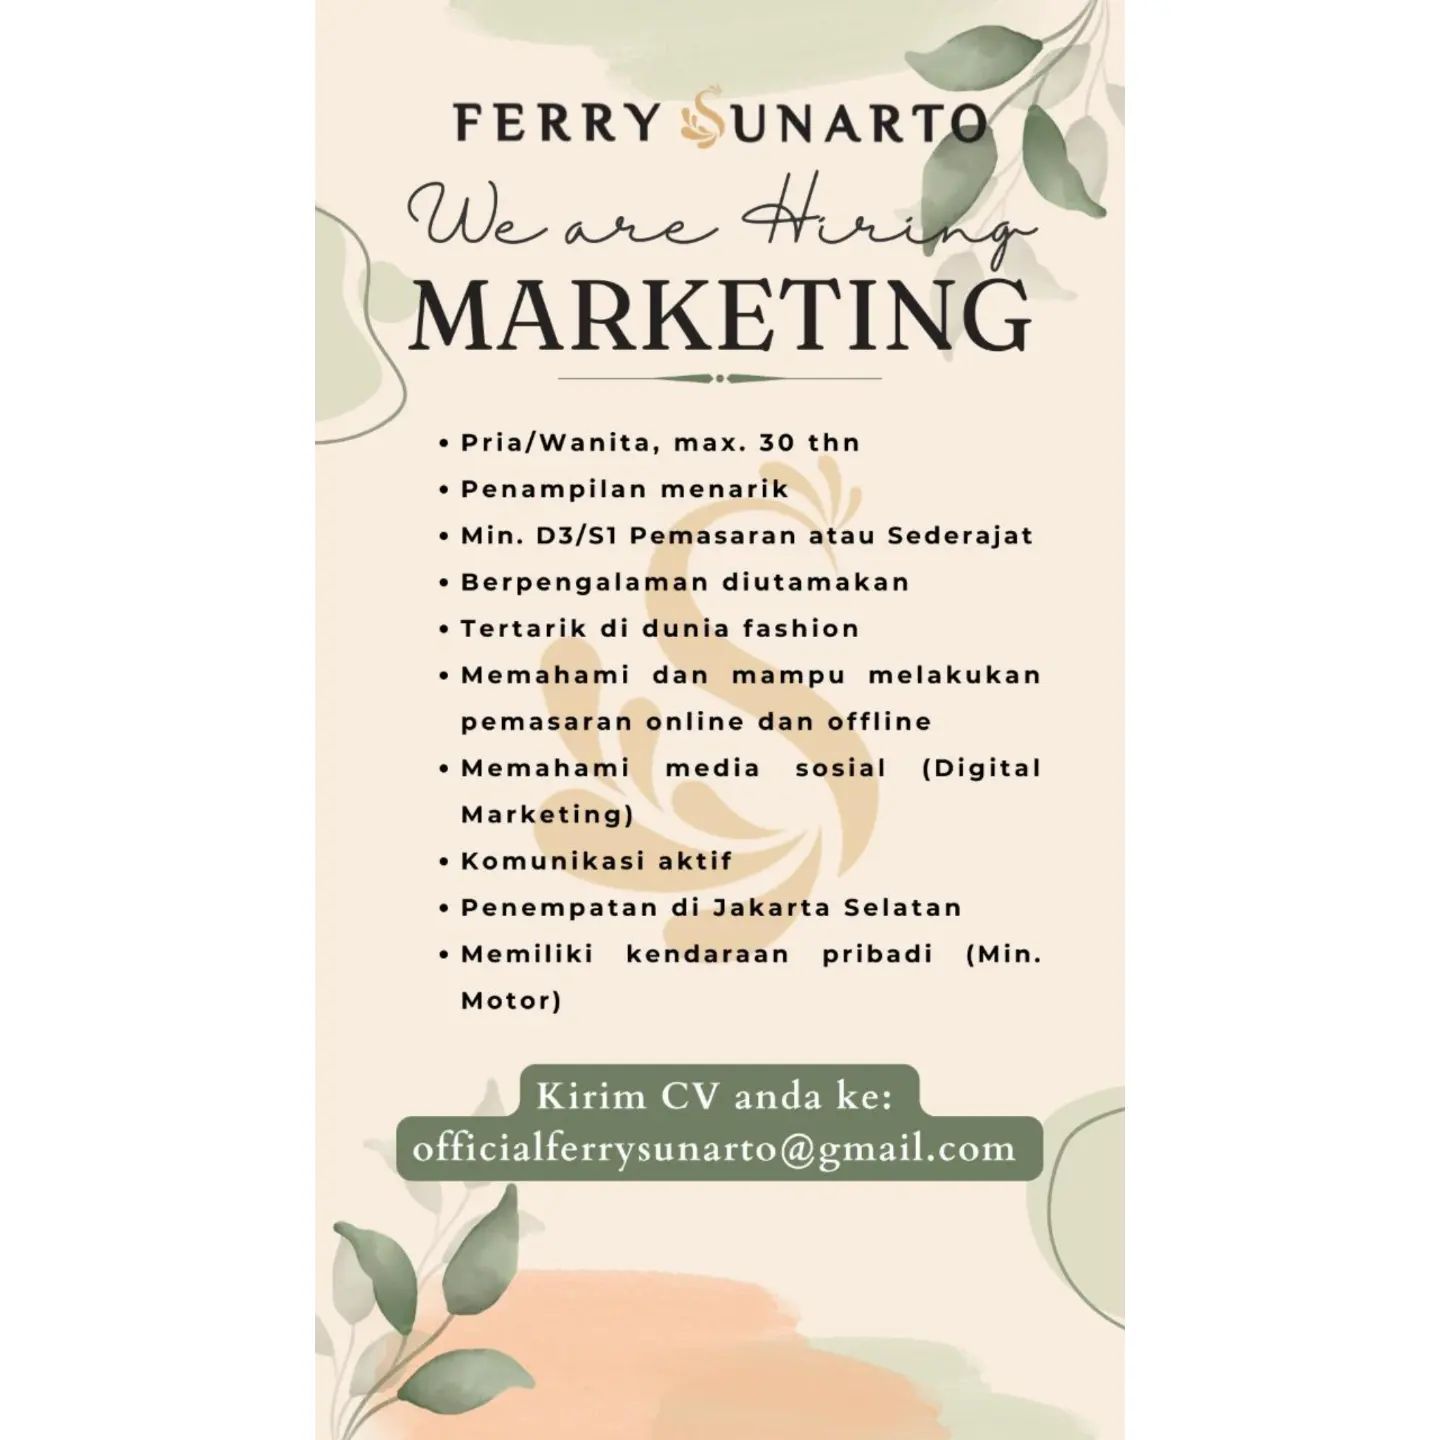 FERRY SUNARTO
We are Hiring
MARKETING
• Pria/Wanita, max. 30 thn
• Penampilan menarik
• Min. D3/S1 Pemasaran atau Sederajat
• Berpengalaman diutamakan
• Tertarik di dunia fashion
• Memahami dan mampu melakukan
pemasaran online dan offline
• Memahami media sosial (Digital
Marketing)
• Komunikasi aktif
• Penempatan di Jakarta Selatan
• Memiliki kendaraan pribadi (Min.
Motor)
Kirim CV anda ke:
officialferrysunarto@gmail.com